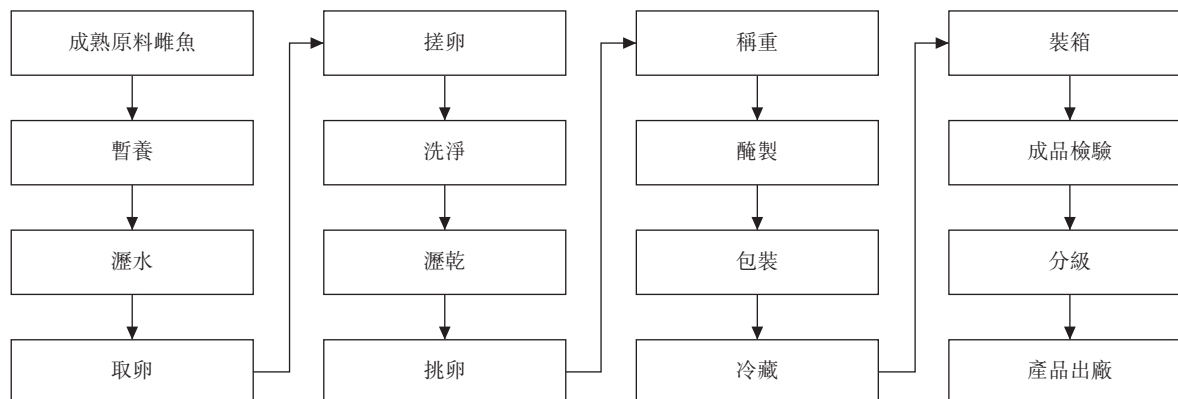 成熟原料雌魚
暫養
瀝水
取卵
搓卵
洗淨
瀝乾
挑卵
稱重
醃製
包裝
冷藏
裝箱
成品檢驗
分級
產品出廠